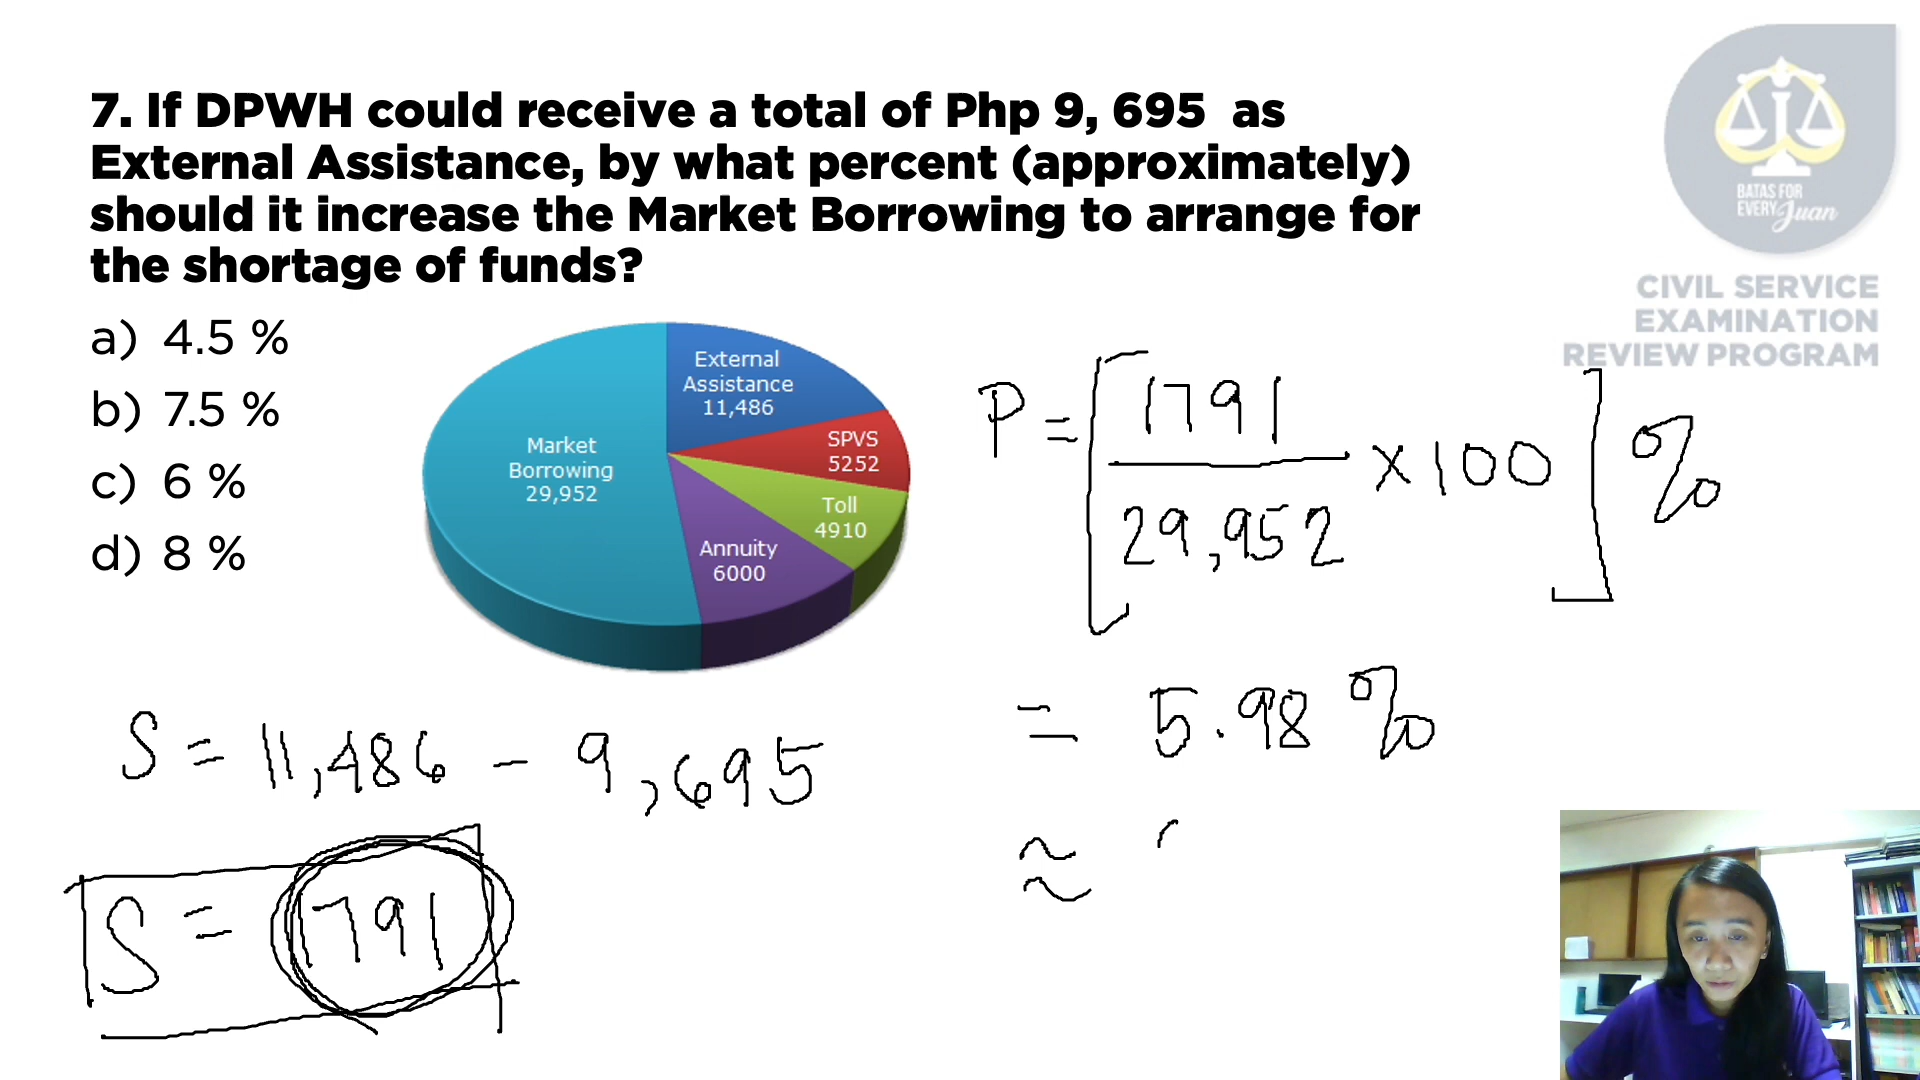 7. If DPWH could receive a total of Php 9, 695 as
External Assistance, by what percent (approximately)
should it increase the Market Borrowing to arrange for
the shortage of funds?
a) 4.5 %
b) 7.5 %
c) 6 %
d) 8 %
External
Assistance
11,486
SPVS
5252
Toll
4910
Annuity
6000
Market
Borrowing
29,952
BATAS FOR
EVERY Juan
CIVIL SERVICE
EXAMINATION
REVIEW PROGRAM
P = [ 1791
29,952 × 100 ] %
= 5.98 %
≈
S = 11,486 - 9,695
S = 1791